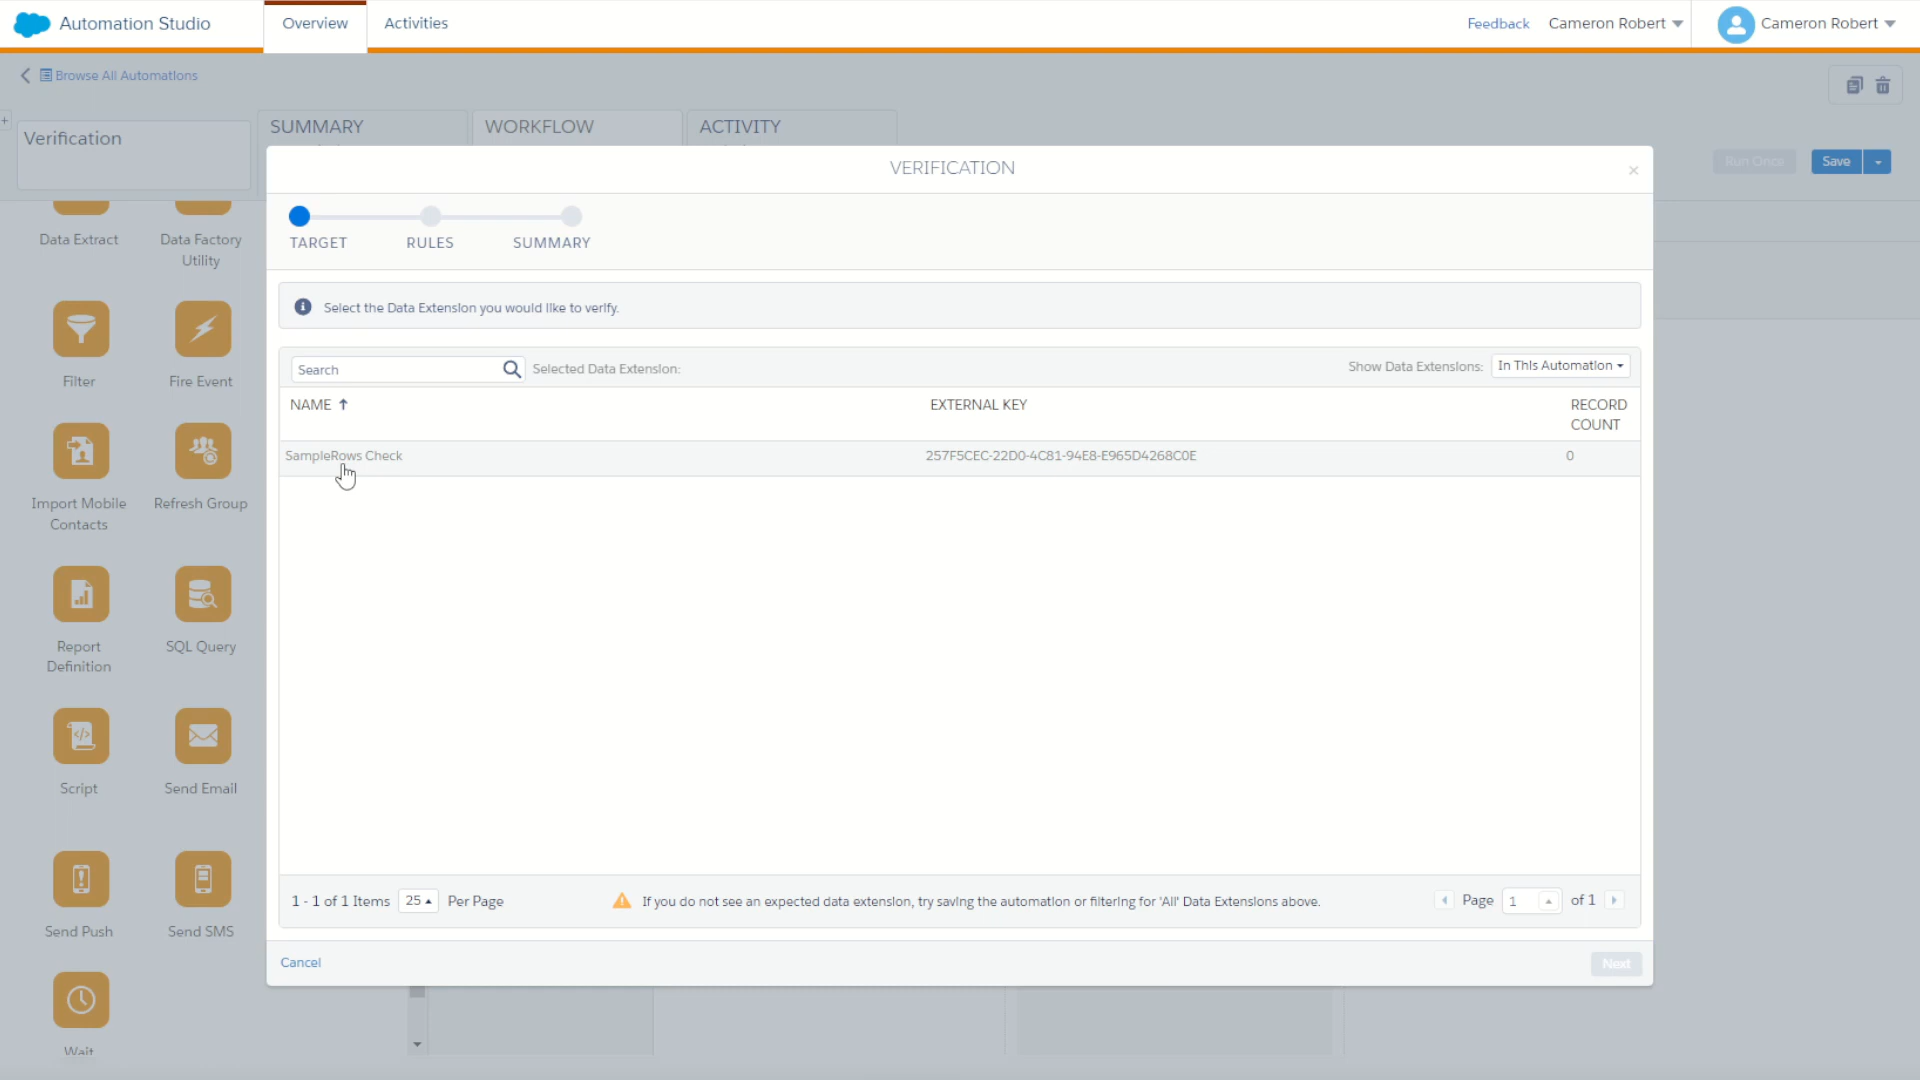 Automation Studio
Overview
Activities
Feedback
Cameron Robert
Cameron Robert
Browse All Automations
+
Verification
SUMMARY
WORKFLOW
ACTIVITY
Run Once
Save
VERIFICATION
×
TARGET
RULES
SUMMARY
Data Extract
Data Factory
Utility
Filter
Fire Event
Import Mobile
Contacts
Refresh Group
Report
Definition
SQL Query
Script
Send Email
Send Push
Send SMS
Wait
Select the Data Extension you would like to verify.
Search
Selected Data Extension:
Show Data Extensions:
In This Automation
NAME
EXTERNAL KEY
RECORD
COUNT
SampleRows Check
257F5CEC-22D0-4C81-94E8-E965D4268C0E
0
1 - 1 of 1 Items
25
Per Page
If you do not see an expected data extension, try saving the automation or filtering for 'All' Data Extensions above.
Page
1
of 1
Cancel
Next